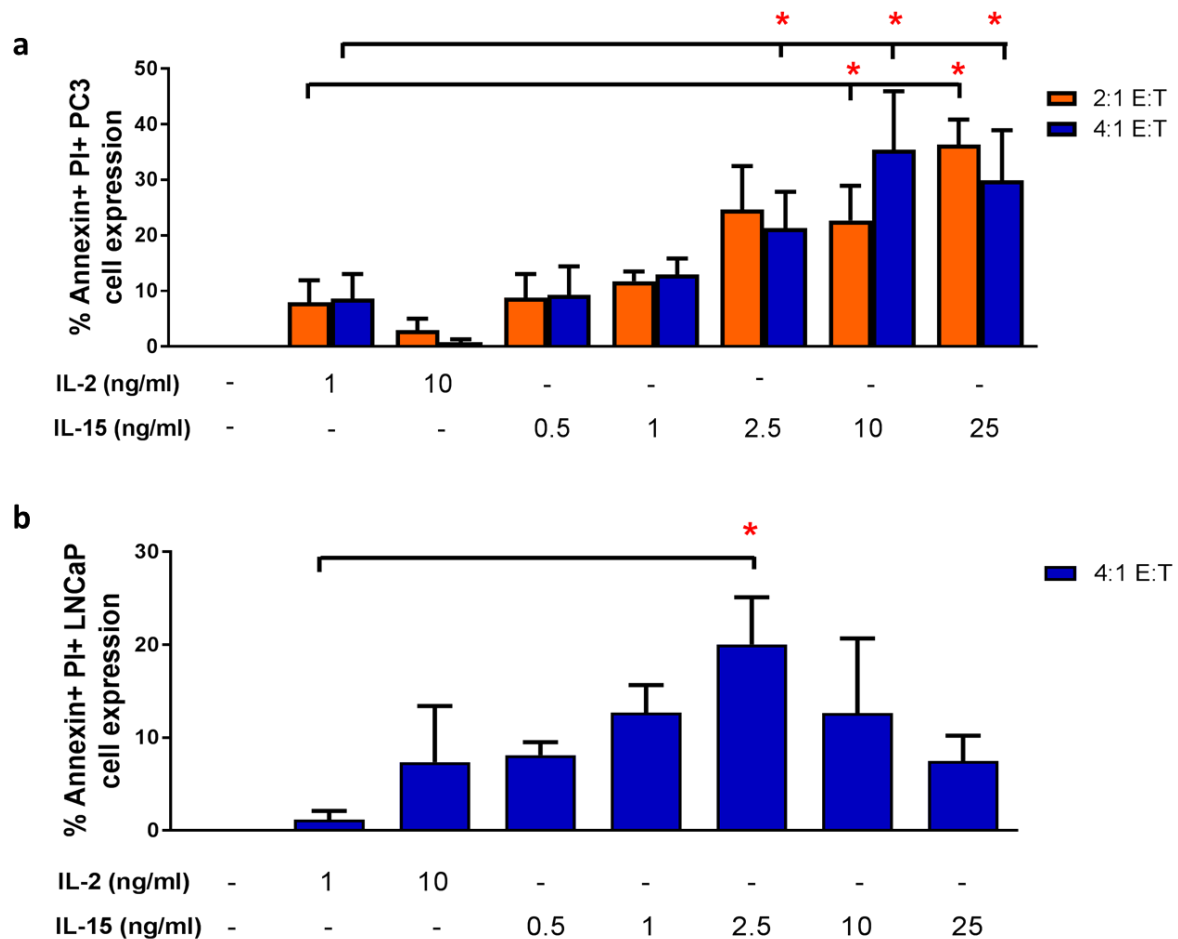 a
* * *
* *
% Annexin+ PI+ PC3
cell expression
50
40
30
20
10
0
2:1 E:T
4:1 E:T
IL-2 (ng/ml) - 1 10 - - - - -
IL-15 (ng/ml) - - - 0.5 1 2.5 10 25
b
*
% Annexin+ PI+ LNCaP
cell expression
30
20
10
0
4:1 E:T
IL-2 (ng/ml) - 1 10 - - - - -
IL-15 (ng/ml) - - - 0.5 1 2.5 10 25